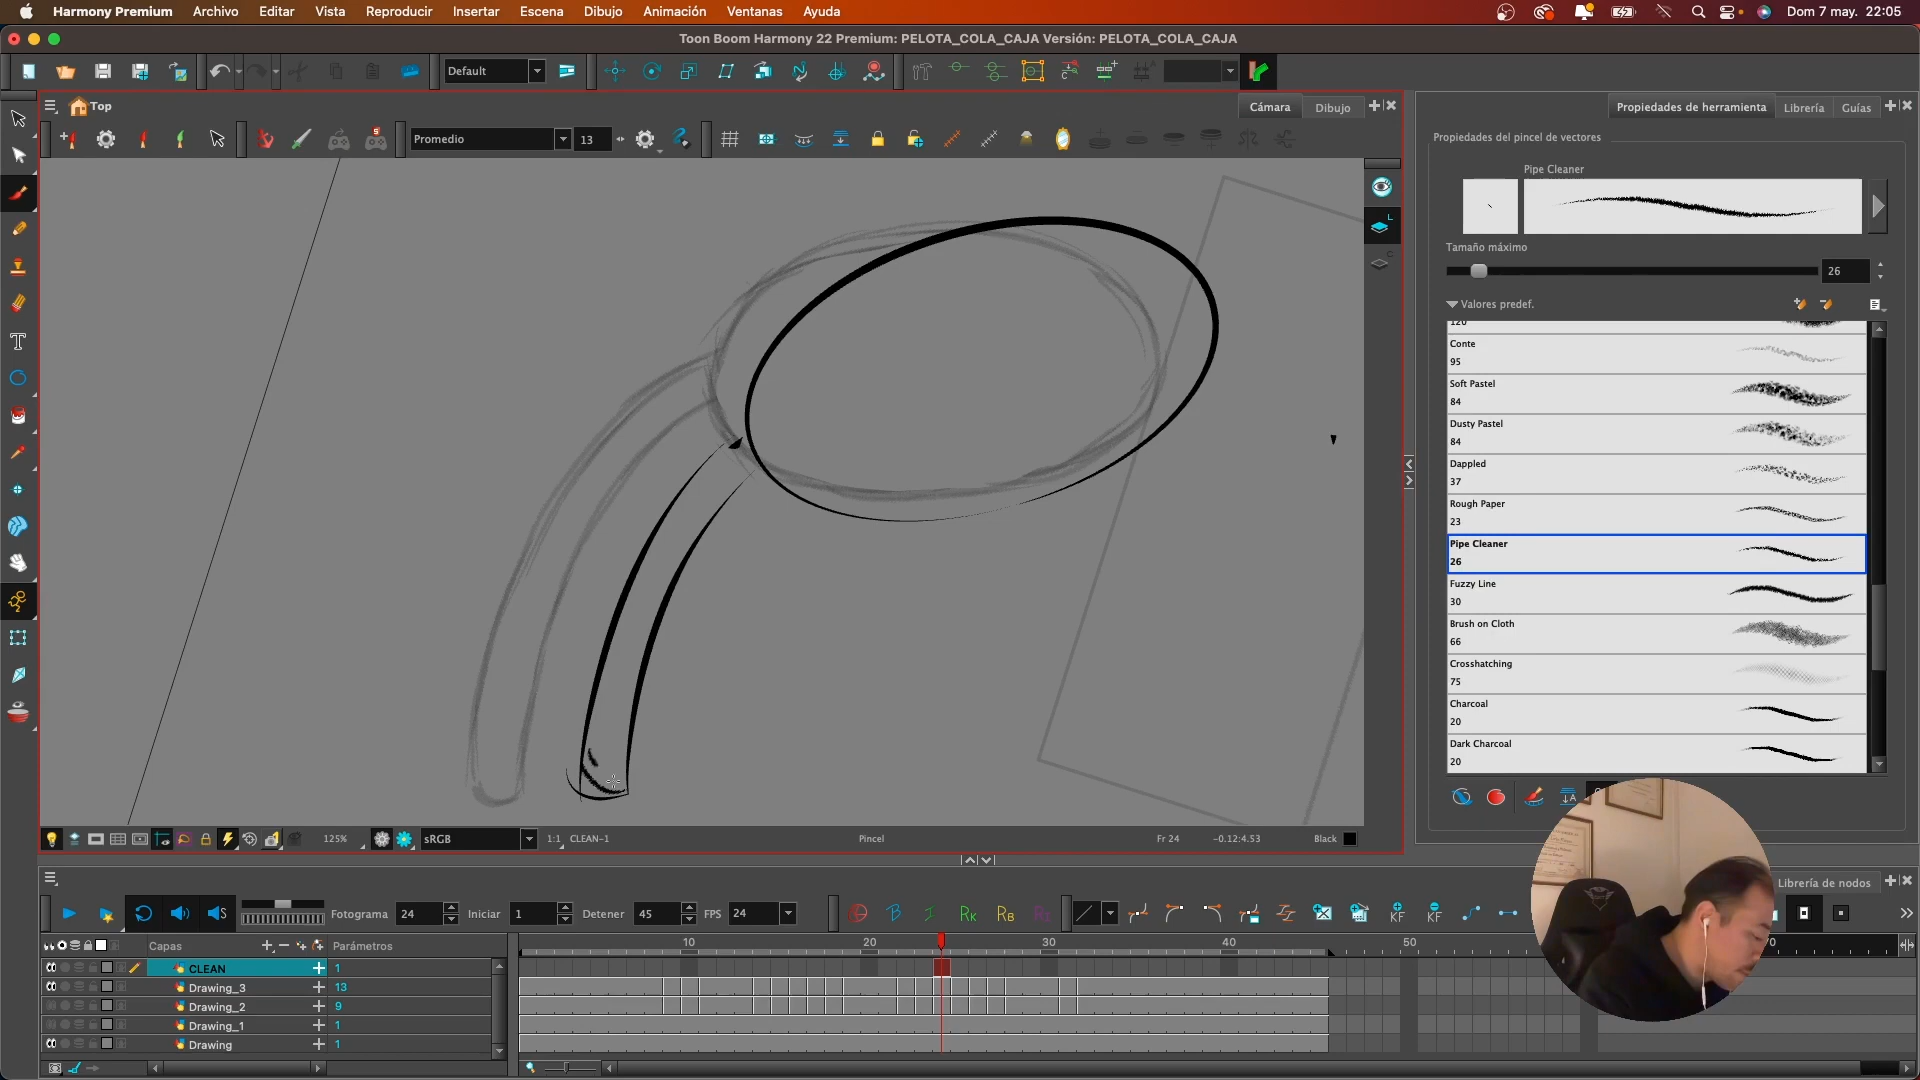 Harmony Premium Archivo Editar Vista Reproducir Insertar Escena Dibujo Animación Ventanas Ayuda Dom 7 may. 22:05
Toon Boom Harmony 22 Premium: PELOTA_COLA_CAJA Versión: PELOTA_COLA_CAJA
Default
Top
Cámara
Dibujo
Propiedades de herramienta
Librería
Guías
Promedio
13
Propiedades del pincel de vectores
Pipe Cleaner
Tamaño máximo
26
Valores predef.
120
Conte
95
Soft Pastel
84
Dusty Pastel
84
Dappled
37
Rough Paper
23
Pipe Cleaner
26
Fuzzy Line
30
Brush on Cloth
66
Crosshatching
75
Charcoal
20
Dark Charcoal
20
125%
sRGB
1:1
CLEAN-1
Pincel
Fr 24
-0.12:4.53
Black
Librería de nodos
Fotograma 24 Iniciar 1 Detener 45 FPS 24
Capas
Parámetros
10 20 30 40 50
CLEAN 1
Drawing_3 13
Drawing_2 9
Drawing_1 1
Drawing 1